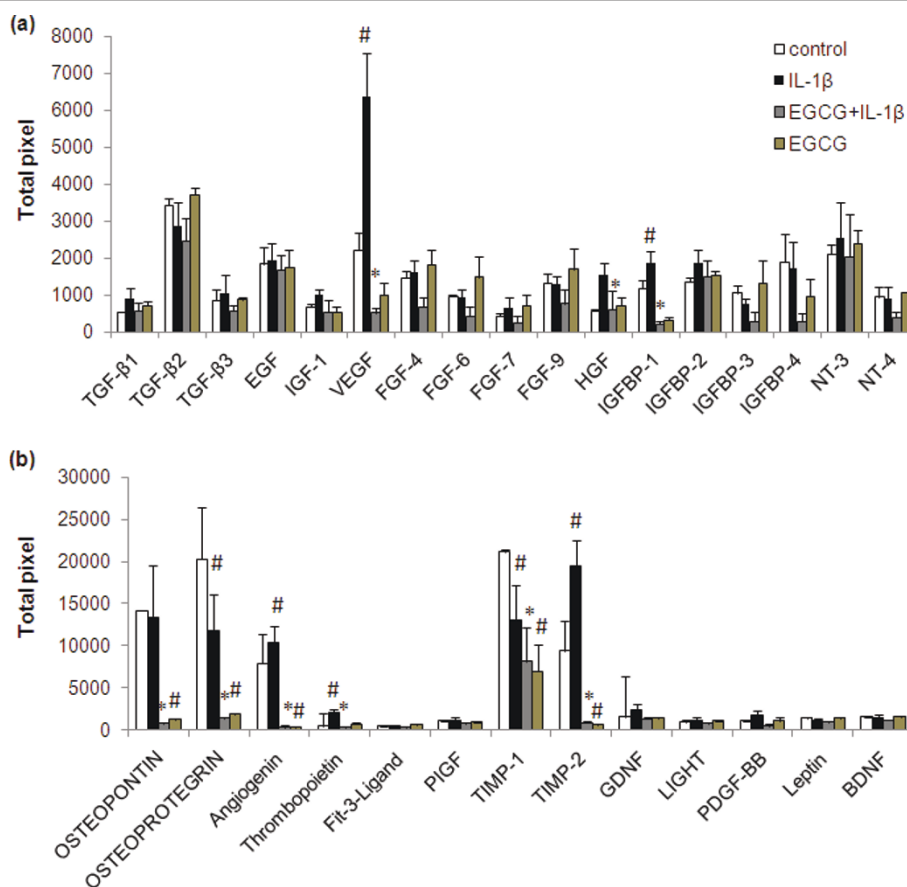 (a)
8000
7000
6000
5000
4000
3000
2000
1000
0
Total pixel
#
*
*
#
*
control
IL-1β
EGCG+IL-1β
EGCG
TGF-β1
TGF-β2
TGF-β3
EGF
IGF-1
VEGF
FGF-4
FGF-6
FGF-7
FGF-9
HGF
IGFBP-1
IGFBP-2
IGFBP-3
IGFBP-4
NT-3
NT-4
(b)
30000
25000
20000
15000
10000
5000
0
Total pixel
*
#
#
*
#
#
*
#
#
*
#
*
#
#
*
#
OSTEOPONTIN
OSTEOPROTEGRIN
Angiogenin
Thrombopoietin
Fit-3-Ligand
PIGF
TIMP-1
TIMP-2
GDNF
LIGHT
PDGF-BB
Leptin
BDNF